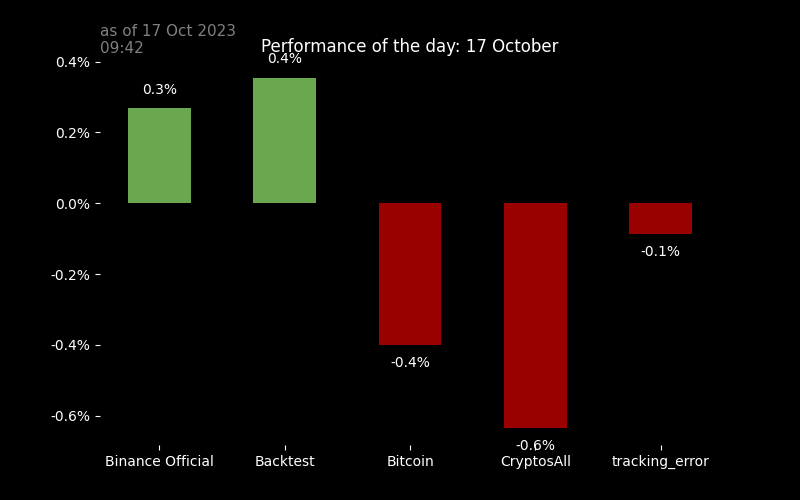 as of 17 Oct 2023
09:42
Performance of the day: 17 October
0.4%
0.2%
0.0%
-0.2%
-0.4%
-0.6%
0.3%
0.4%
-0.4%
-0.6%
-0.1%
Binance Official
Backtest
Bitcoin
CryptosAll
tracking_error